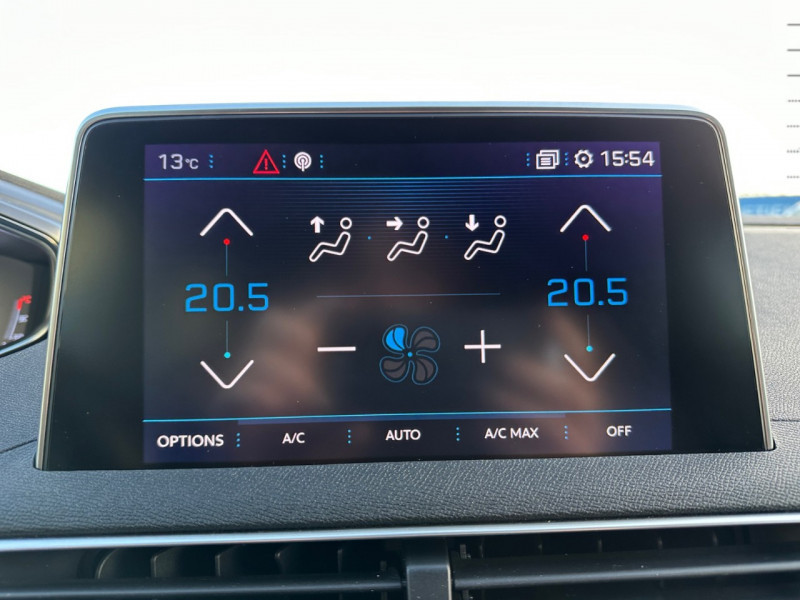 13°C 15:54
20.5 20.5
OPTIONS A/C AUTO A/C MAX OFF